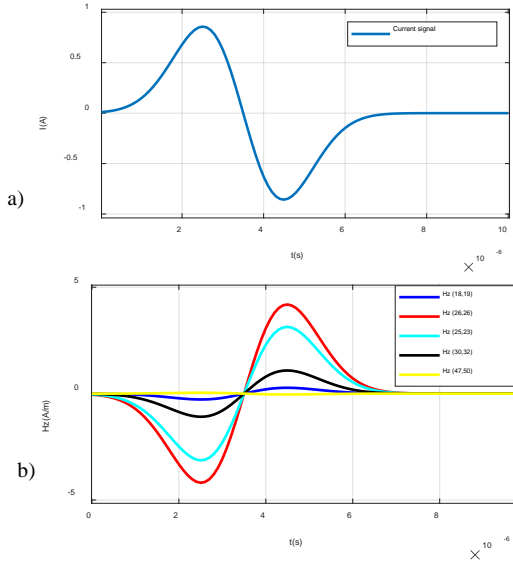 1
Current signal
0.5
I(A)
0
-0.5
a)
-1
2
4
6
8
10
t(s)
× 10 -6
5
Hz (18,19)
Hz (26,26)
Hz (25,23)
Hz (30,32)
Hz (47,50)
Hz(A/m)
0
b)
-5
0
2
4
6
8
t(s)
× 10 -6